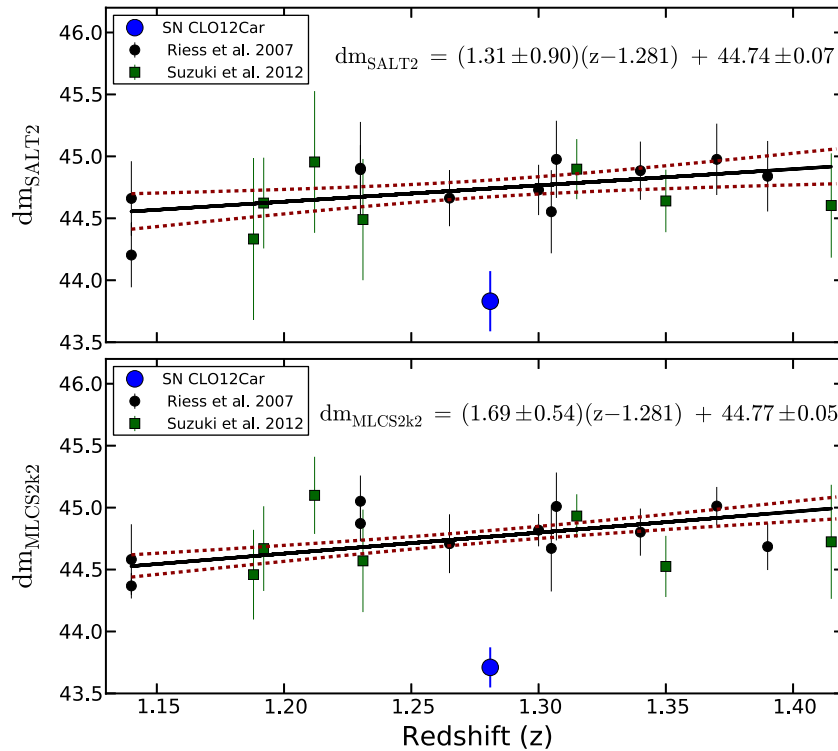 46.0
45.5
45.0
44.5
44.0
43.5
dm_SALT2
SN CLO12Car
Riess et al. 2007
Suzuki et al. 2012
dm_SALT2 = (1.31 ±0.90)(z−1.281) + 44.74 ±0.07
46.0
45.5
45.0
44.5
44.0
43.5
dm_MLCS2k2
SN CLO12Car
Riess et al. 2007
Suzuki et al. 2012
dm_MLCS2k2 = (1.69 ±0.54)(z−1.281) + 44.77 ±0.05
1.15 1.20 1.25 1.30 1.35 1.40
Redshift (z)